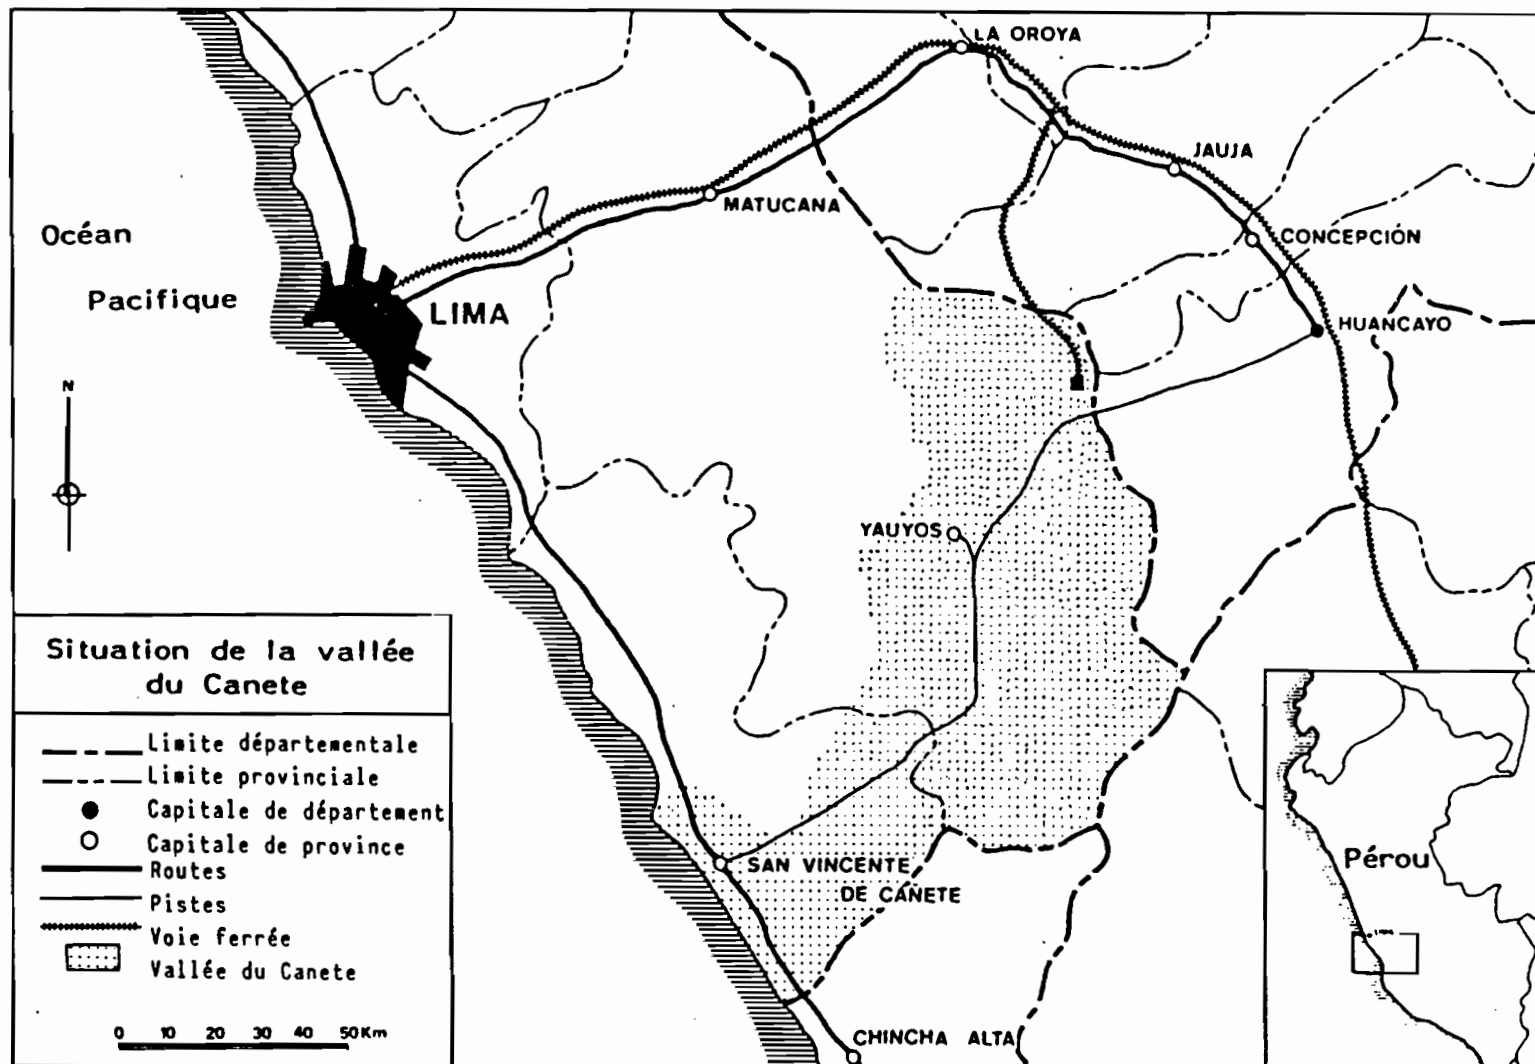 LA OROYA
JAUJA
MATUCANA
CONCEPCIÓN
Océan
Pacifique
LIMA
HUANCAYO
N
YAUYOS
Situation de la vallée
du Canete
Limite départementale
Limite provinciale
Capitale de département
Capitale de province
Routes
Pistes
Voie ferrée
Vallée du Canete
0 10 20 30 40 50Km
SAN VINCENTE
DE CAÑETE
CHINCHA ALTA
Pérou